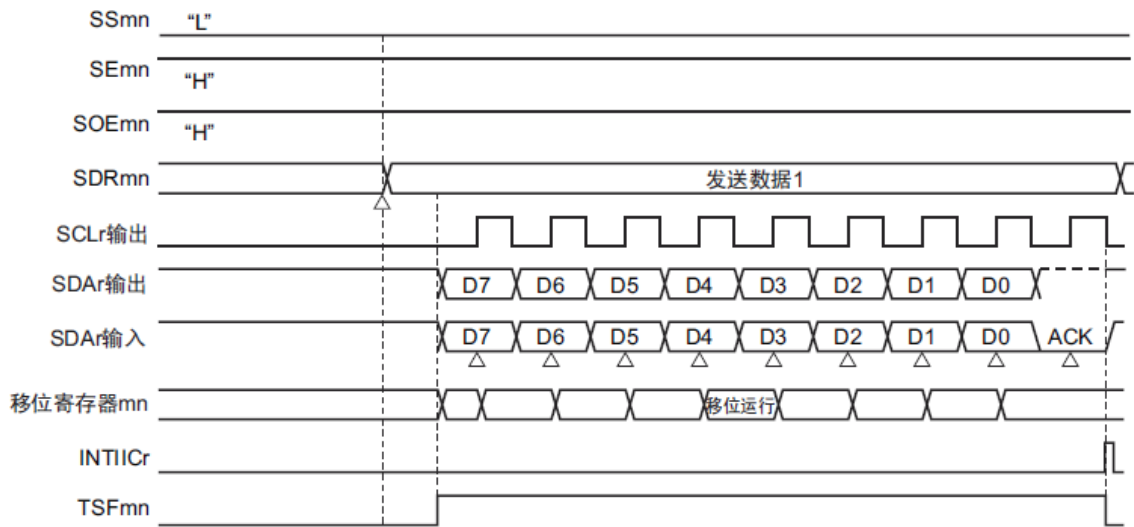 SSmn “L”
SEmn “H”
SOEmn “H”
SDRmn 发送数据1
SCLr输出
SDAr输出 D7 D6 D5 D4 D3 D2 D1 D0
SDAr输入 D7 D6 D5 D4 D3 D2 D1 D0 ACK
移位寄存器mn 移位运行
INTIICr
TSFmn